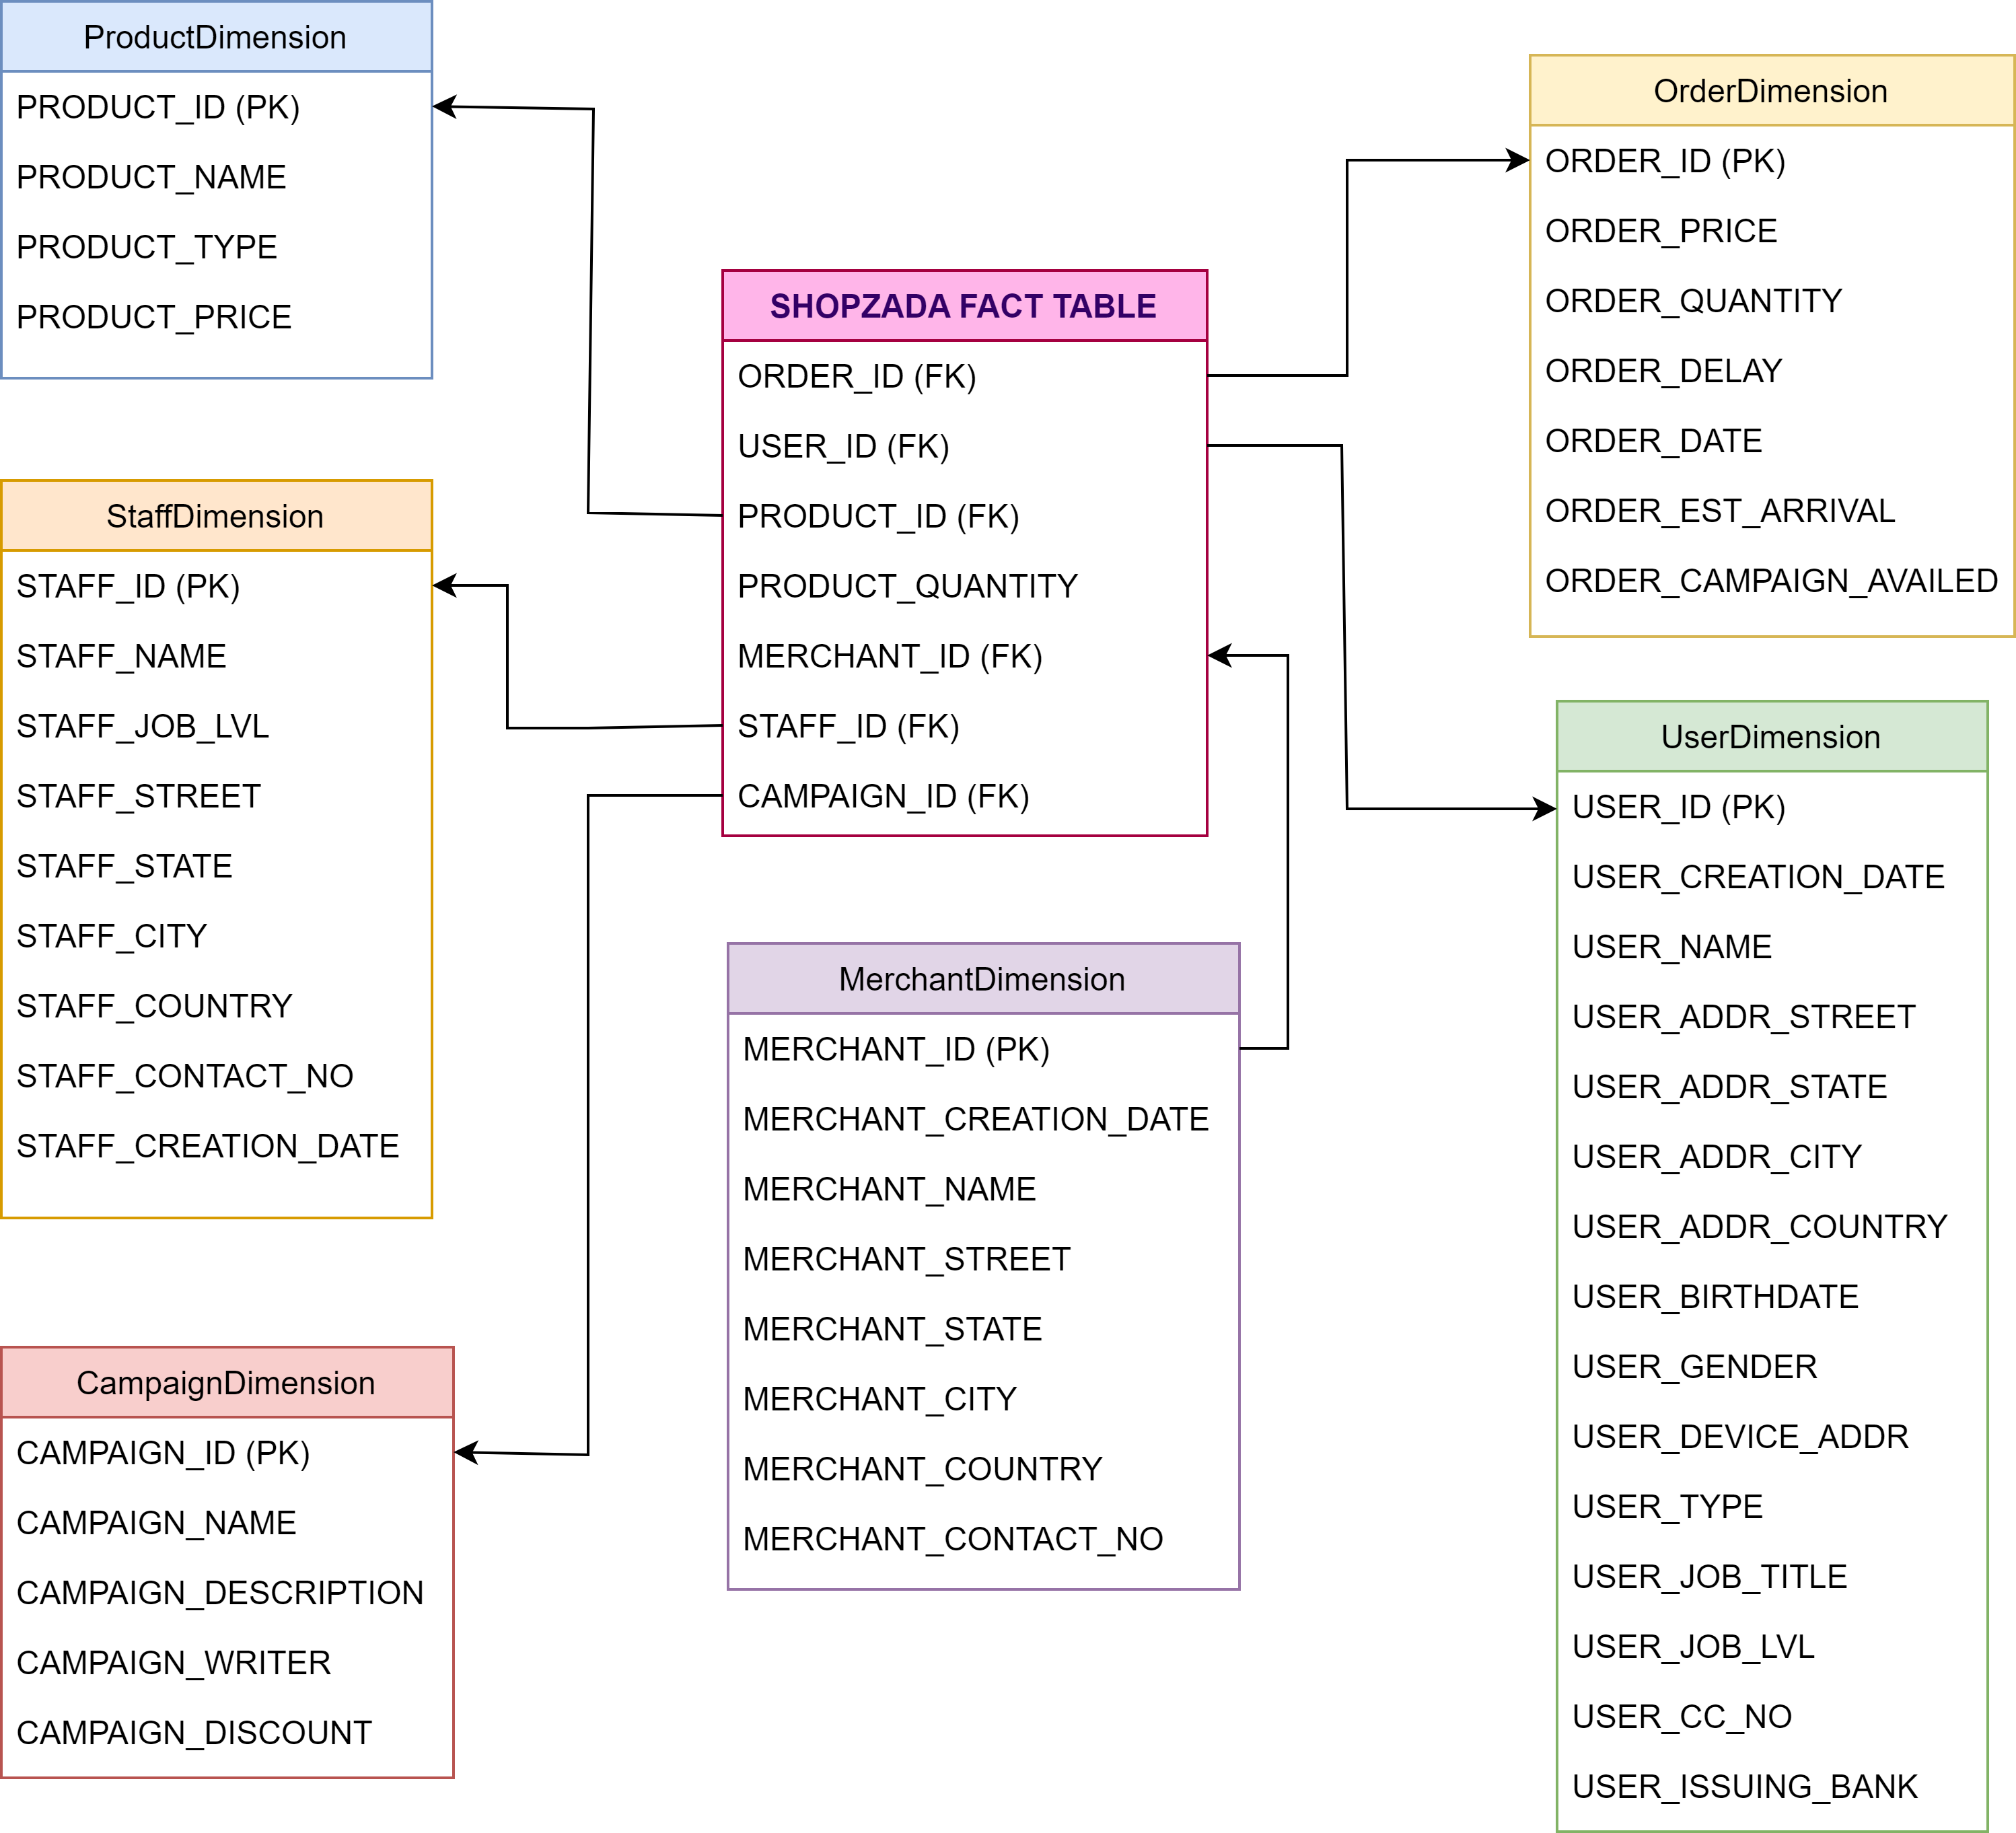 ProductDimension
PRODUCT_ID (PK)
PRODUCT_NAME
PRODUCT_TYPE
PRODUCT_PRICE
StaffDimension
STAFF_ID (PK)
STAFF_NAME
STAFF_JOB_LVL
STAFF_STREET
STAFF_STATE
STAFF_CITY
STAFF_COUNTRY
STAFF_CONTACT_NO
STAFF_CREATION_DATE
CampaignDimension
CAMPAIGN_ID (PK)
CAMPAIGN_NAME
CAMPAIGN_DESCRIPTION
CAMPAIGN_WRITER
CAMPAIGN_DISCOUNT
SHOPZADA FACT TABLE
ORDER_ID (FK)
USER_ID (FK)
PRODUCT_ID (FK)
PRODUCT_QUANTITY
MERCHANT_ID (FK)
STAFF_ID (FK)
CAMPAIGN_ID (FK)
MerchantDimension
MERCHANT_ID (PK)
MERCHANT_CREATION_DATE
MERCHANT_NAME
MERCHANT_STREET
MERCHANT_STATE
MERCHANT_CITY
MERCHANT_COUNTRY
MERCHANT_CONTACT_NO
OrderDimension
ORDER_ID (PK)
ORDER_PRICE
ORDER_QUANTITY
ORDER_DELAY
ORDER_DATE
ORDER_EST_ARRIVAL
ORDER_CAMPAIGN_AVAILED
UserDimension
USER_ID (PK)
USER_CREATION_DATE
USER_NAME
USER_ADDR_STREET
USER_ADDR_STATE
USER_ADDR_CITY
USER_ADDR_COUNTRY
USER_BIRTHDATE
USER_GENDER
USER_DEVICE_ADDR
USER_TYPE
USER_JOB_TITLE
USER_JOB_LVL
USER_CC_NO
USER_ISSUING_BANK